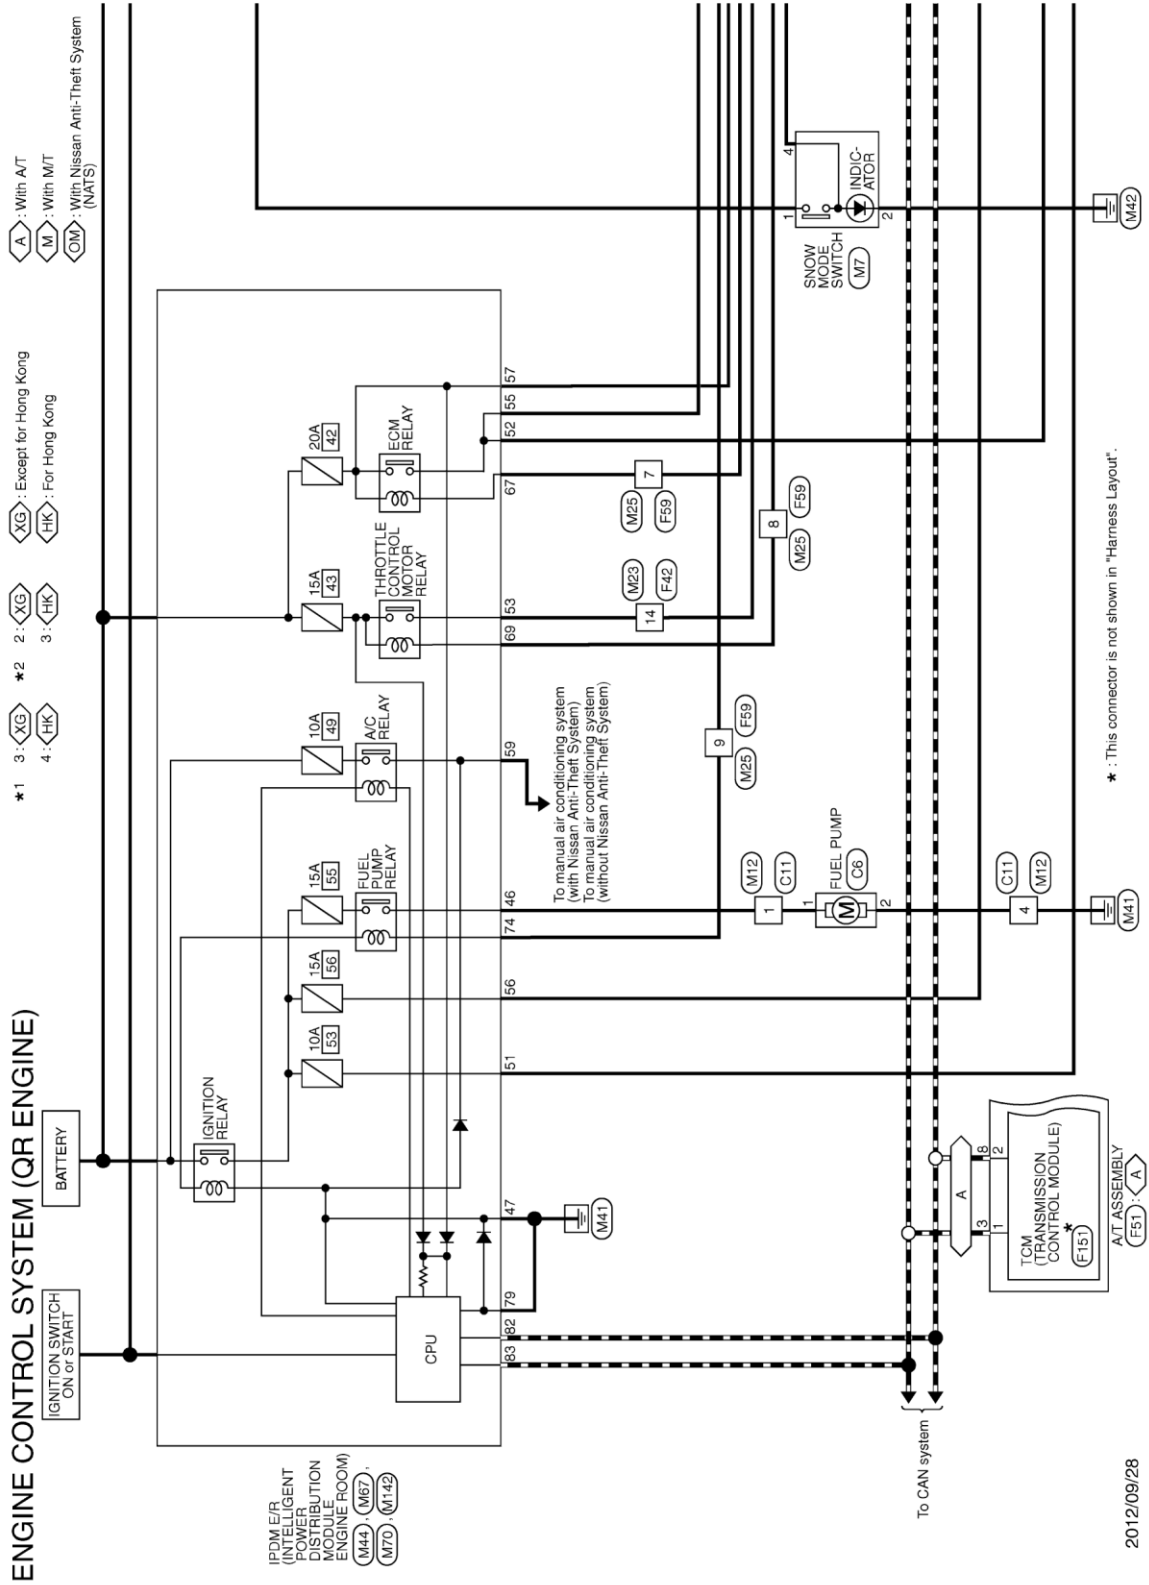 ENGINE CONTROL SYSTEM (QR ENGINE)
IGNITION SWITCH
ON or START
BATTERY
*1 3 : XG
4 : HK
*2 2 : XG
3 : HK
XG : Except for Hong Kong
HK : For Hong Kong
A : With A/T
M : With M/T
OM : With Nissan Anti-Theft System
(NATS)
IPDM E/R
(INTELLIGENT
POWER
DISTRIBUTION
MODULE
ENGINE ROOM)
M44 , M67 ,
M70 , M142
CPU
IGNITION
RELAY
10A
53
15A
56
15A
55
FUEL
PUMP
RELAY
10A
49
A/C
RELAY
15A
43
THROTTLE
CONTROL
MOTOR
RELAY
20A
42
ECM
RELAY
83
82
79
47
51
56
74
46
59
69
53
67
52
55
57
M41
To manual air conditioning system
(with Nissan Anti-Theft System)
To manual air conditioning system
(without Nissan Anti-Theft System)
M23
14
F42
M25
7
F59
M25
9
F59
M25
8
F59
M12
1
C11
1
FUEL PUMP
M
C6
2
C11
4
M12
M41
SNOW
MODE
SWITCH
M7
1
4
INDIC-
ATOR
2
M42
To CAN system
A
3
8
1
2
TCM
(TRANSMISSION
CONTROL MODULE)
*
F151
A/T ASSEMBLY
F51 : A
* : This connector is not shown in "Harness Layout".
2012/09/28